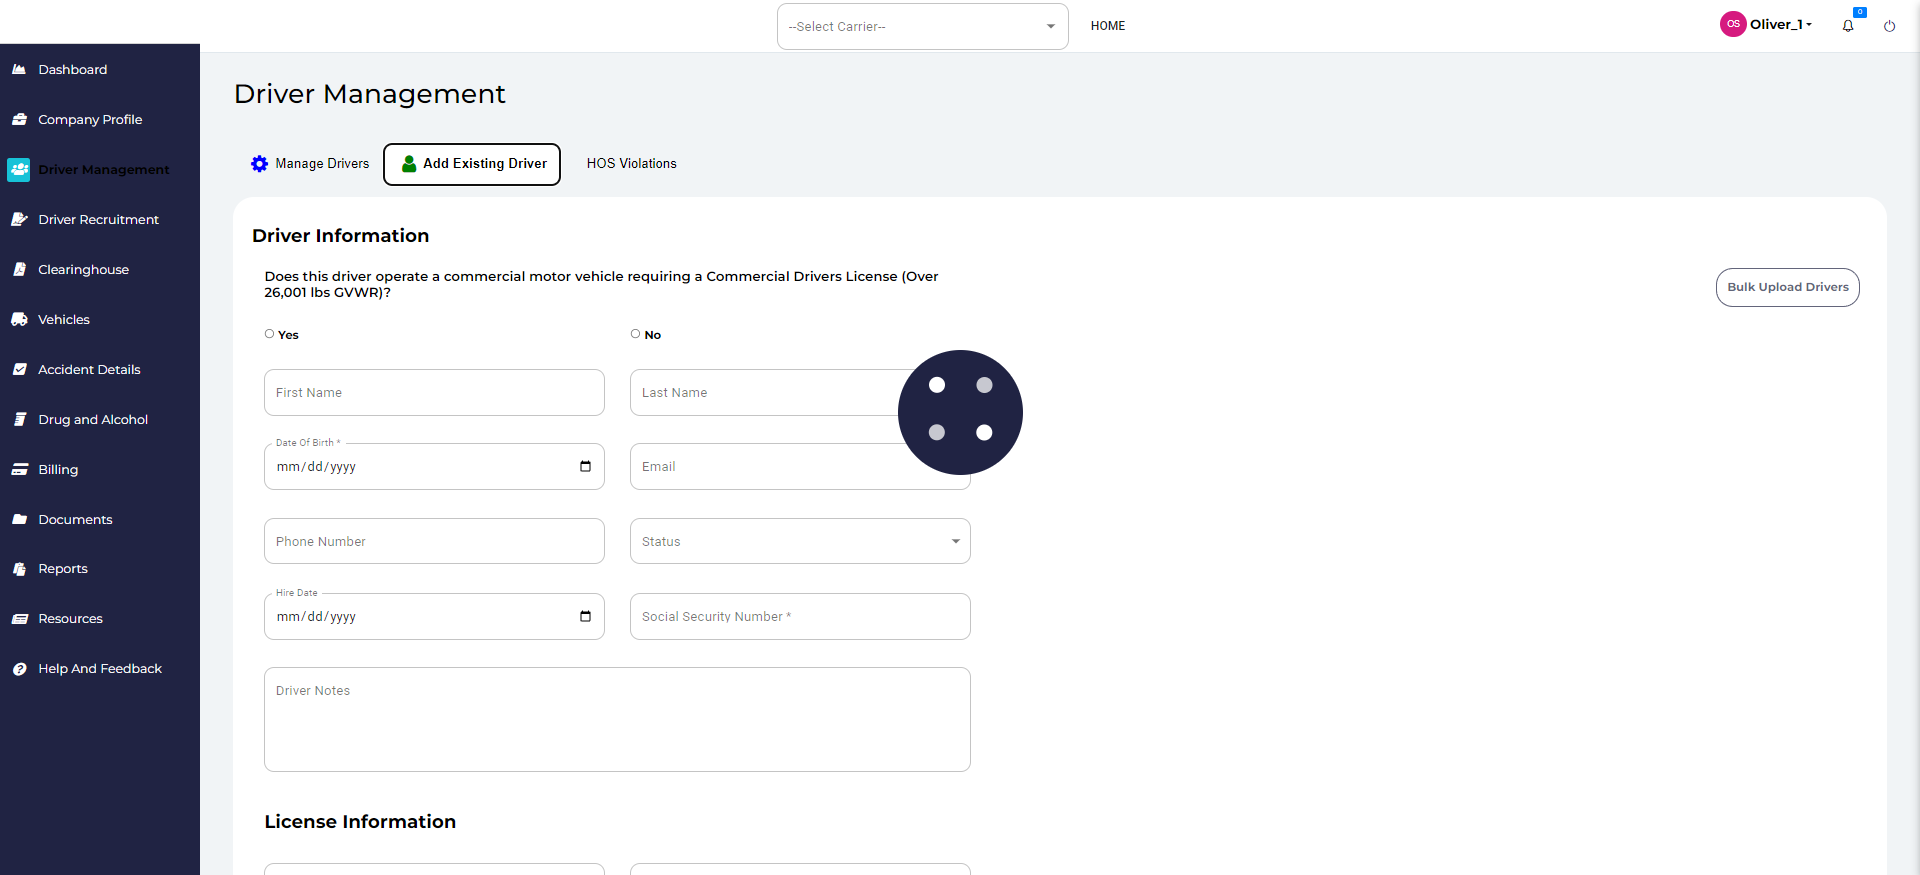 --Select Carrier--
HOME
OS
Oliver_1
0
Dashboard
Company Profile
Driver Management
Driver Recruitment
Clearinghouse
Vehicles
Accident Details
Drug and Alcohol
Billing
Documents
Reports
Resources
Help And Feedback
Driver Management
Manage Drivers
Add Existing Driver
HOS Violations
Driver Information
Does this driver operate a commercial motor vehicle requiring a Commercial Drivers License (Over
26,001 lbs GVWR)?
Bulk Upload Drivers
Yes
No
First Name
Last Name
Date Of Birth *
mm/dd/yyyy
Email
Phone Number
Status
Hire Date
mm/dd/yyyy
Social Security Number *
Driver Notes
License Information